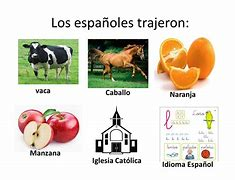 Los españoles trajeron:
vaca
Caballo
Naranja
Manzana
Iglesia Católica
Idioma Español